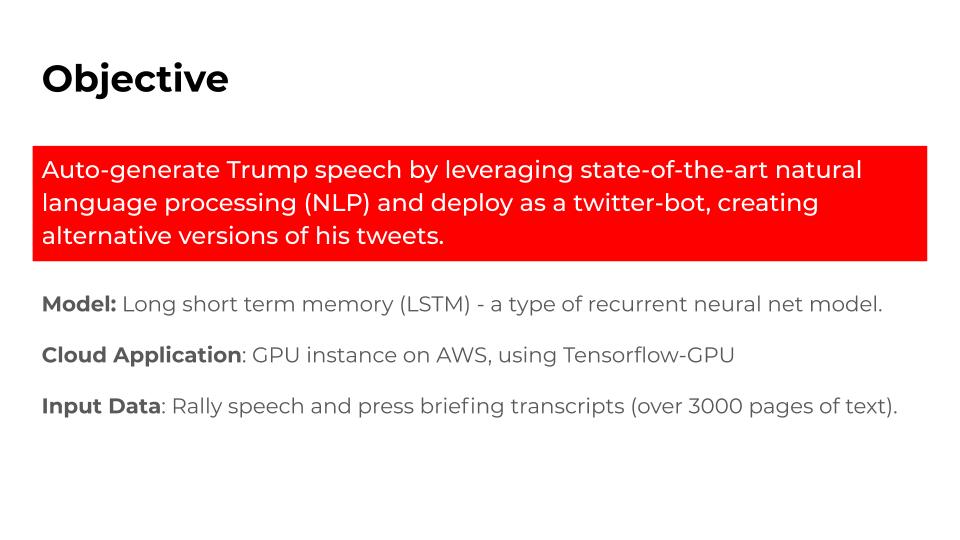 Objective
Auto-generate Trump speech by leveraging state-of-the-art natural
language processing (NLP) and deploy as a twitter-bot, creating
alternative versions of his tweets.
Model: Long short term memory (LSTM) - a type of recurrent neural net model.
Cloud Application: GPU instance on AWS, using Tensorflow-GPU
Input Data: Rally speech and press briefing transcripts (over 3000 pages of text).